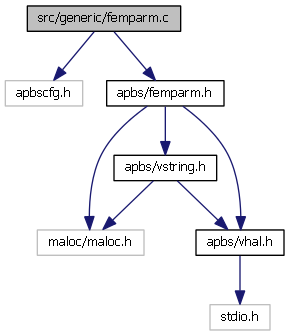 src/generic/femparm.c
apbscfg.h
apbs/femparm.h
apbs/vstring.h
maloc/maloc.h
apbs/vhal.h
stdio.h